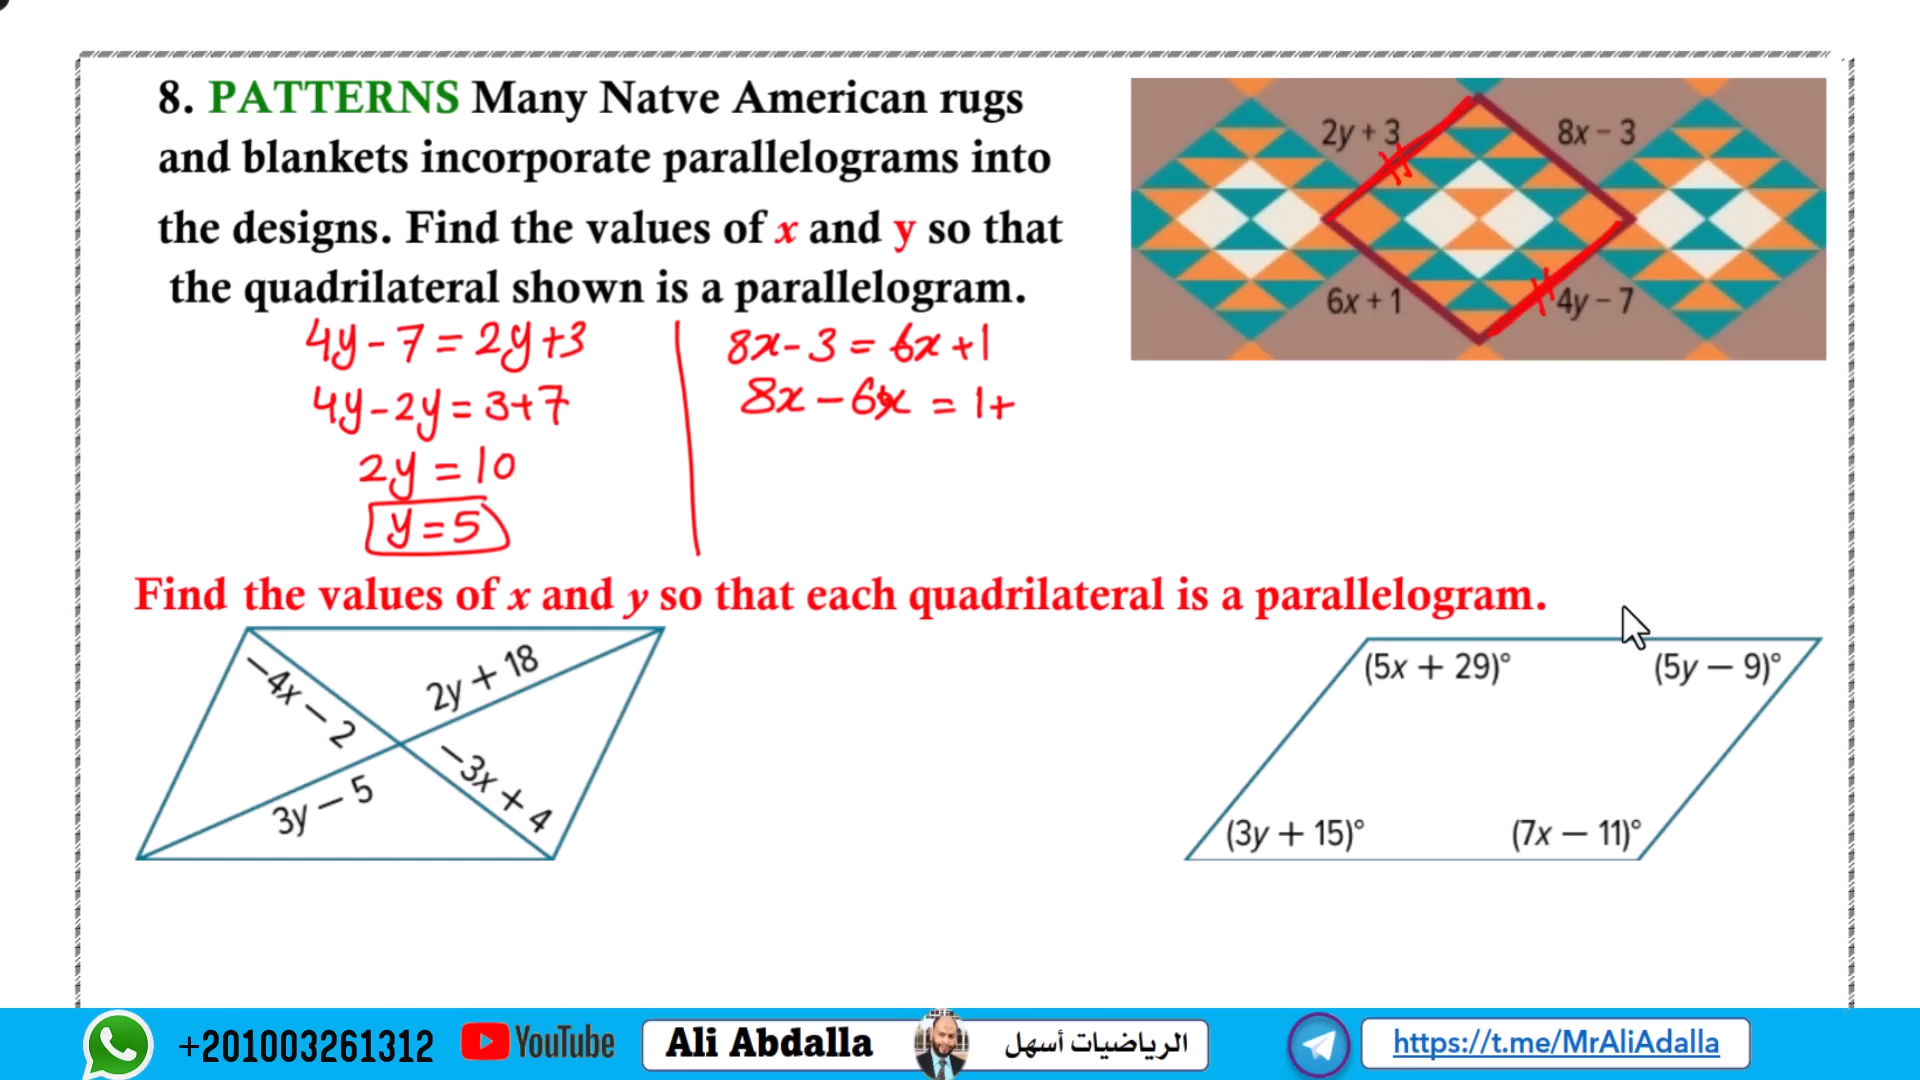 8. PATTERNS Many Natve American rugs
and blankets incorporate parallelograms into
the designs. Find the values of x and y so that
the quadrilateral shown is a parallelogram.
2y + 3
8x − 3
6x + 1
4y − 7
4y - 7 = 2y + 3
4y - 2y = 3 + 7
2y = 10
y = 5
8x - 3 = 6x + 1
8x - 6x = 1 +
Find the values of x and y so that each quadrilateral is a parallelogram.
−4x − 2
2y + 18
3y − 5
−3x + 4
(5x + 29)°
(5y − 9)°
(3y + 15)°
(7x − 11)°
+201003261312
YouTube
Ali Abdalla
الرياضيات أسهل
https://t.me/MrAliAdalla